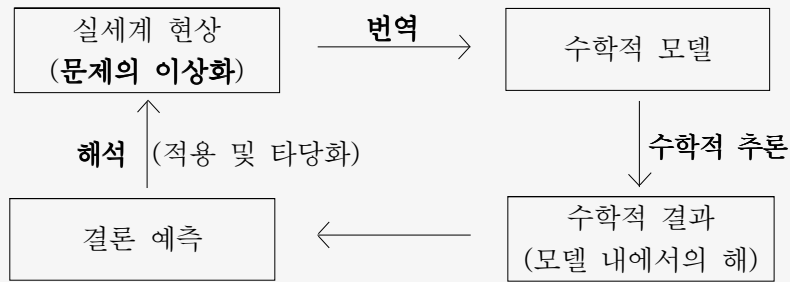 실세계 현상
(문제의 이상화)
번역
수학적 모델
해석 (적용 및 타당화)
수학적 추론
결론 예측
수학적 결과
(모델 내에서의 해)